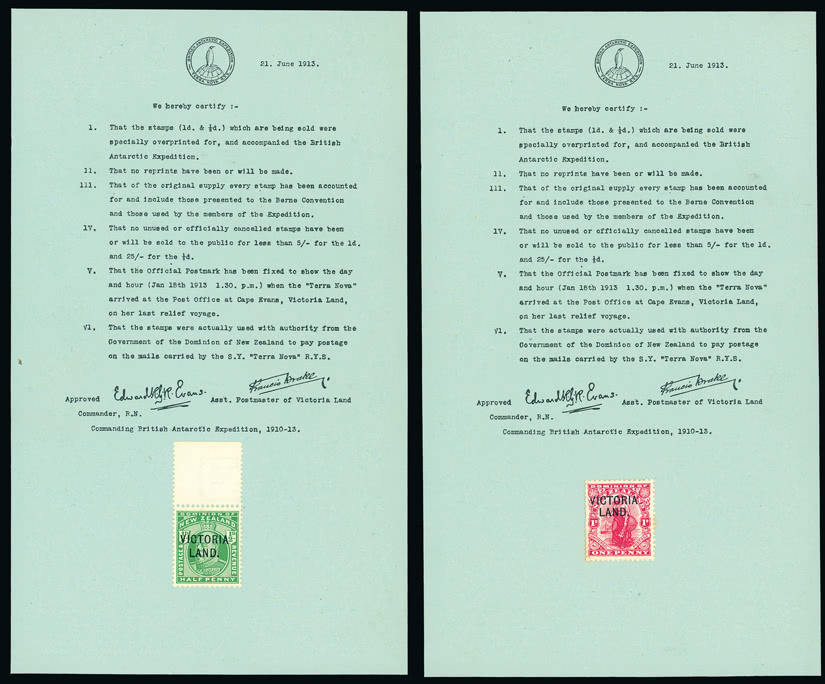 BRITISH ANTARCTIC EXPEDITION
TERRA NOVA R.Y.S.
21. June 1913.
We hereby certify :-
1. That the stamps (1d. & ½d.) which are being sold were
specially overprinted for, and accompanied the British
Antarctic Expedition.
11. That no reprints have been or will be made.
111. That of the original supply every stamp has been accounted
for and include those presented to the Berne Convention
and those used by the members of the Expedition.
1V. That no unused or officially cancelled stamps have been
or will be sold to the public for less than 5/- for the 1d.
and 25/- for the ½d.
V. That the Official Postmark has been fixed to show the day
and hour (Jan 18th 1913 1.30. p.m.) when the "Terra Nova"
arrived at the Post Office at Cape Evans, Victoria Land,
on her last relief voyage.
V1. That the stamps were actually used with authority from the
Government of the Dominion of New Zealand to pay postage
on the mails carried by the S.Y. "Terra Nova" R.Y.S.
Approved Edward R.G.R. Evans. Francis Drake.
Asst. Postmaster of Victoria Land
Commander, R.N.
Commanding British Antarctic Expedition, 1910-13.
DOMINION OF
NEW ZEALAND
VICTORIA
LAND.
POSTAGE
REVENUE
HALF PENNY
BRITISH ANTARCTIC EXPEDITION
TERRA NOVA R.Y.S.
21. June 1913.
We hereby certify :-
1. That the stamps (1d. & ½d.) which are being sold were
specially overprinted for, and accompanied the British
Antarctic Expedition.
11. That no reprints have been or will be made.
111. That of the original supply every stamp has been accounted
for and include those presented to the Berne Convention
and those used by the members of the Expedition.
1V. That no unused or officially cancelled stamps have been
or will be sold to the public for less than 5/- for the 1d.
and 25/- for the ½d.
V. That the Official Postmark has been fixed to show the day
and hour (Jan 18th 1913 1.30. p.m.) when the "Terra Nova"
arrived at the Post Office at Cape Evans, Victoria Land,
on her last relief voyage.
V1. That the stamps were actually used with authority from the
Government of the Dominion of New Zealand to pay postage
on the mails carried by the S.Y. "Terra Nova" R.Y.S.
Approved Edward R.G.R. Evans. Francis Drake.
Asst. Postmaster of Victoria Land
Commander, R.N.
Commanding British Antarctic Expedition, 1910-13.
DOMINION OF
VICTORIA
LAND.
1D 1D
ONE PENNY